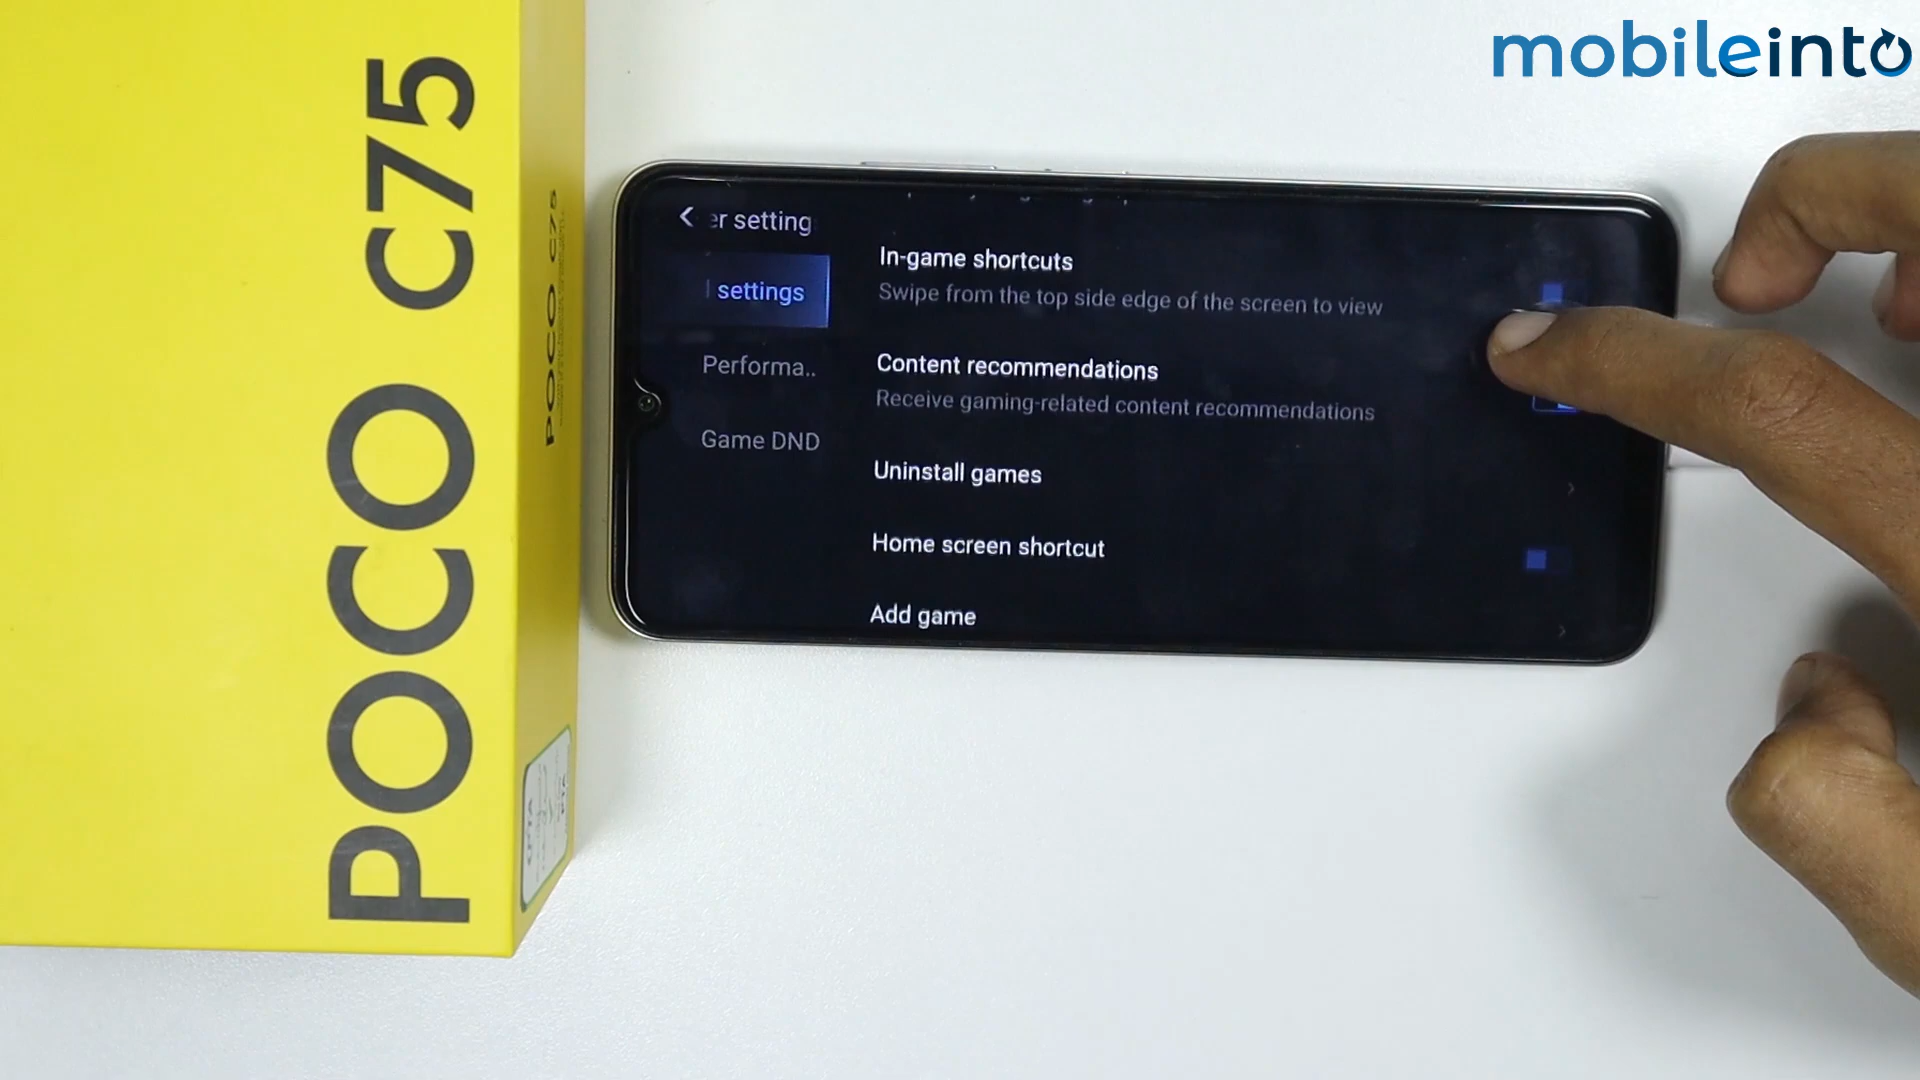 mobileinto
POCO C75
POCO C75
er setting
settings
Performa..
Game DND
In-game shortcuts
Swipe from the top side edge of the screen to view
Content recommendations
Receive gaming-related content recommendations
Uninstall games
Home screen shortcut
Add game